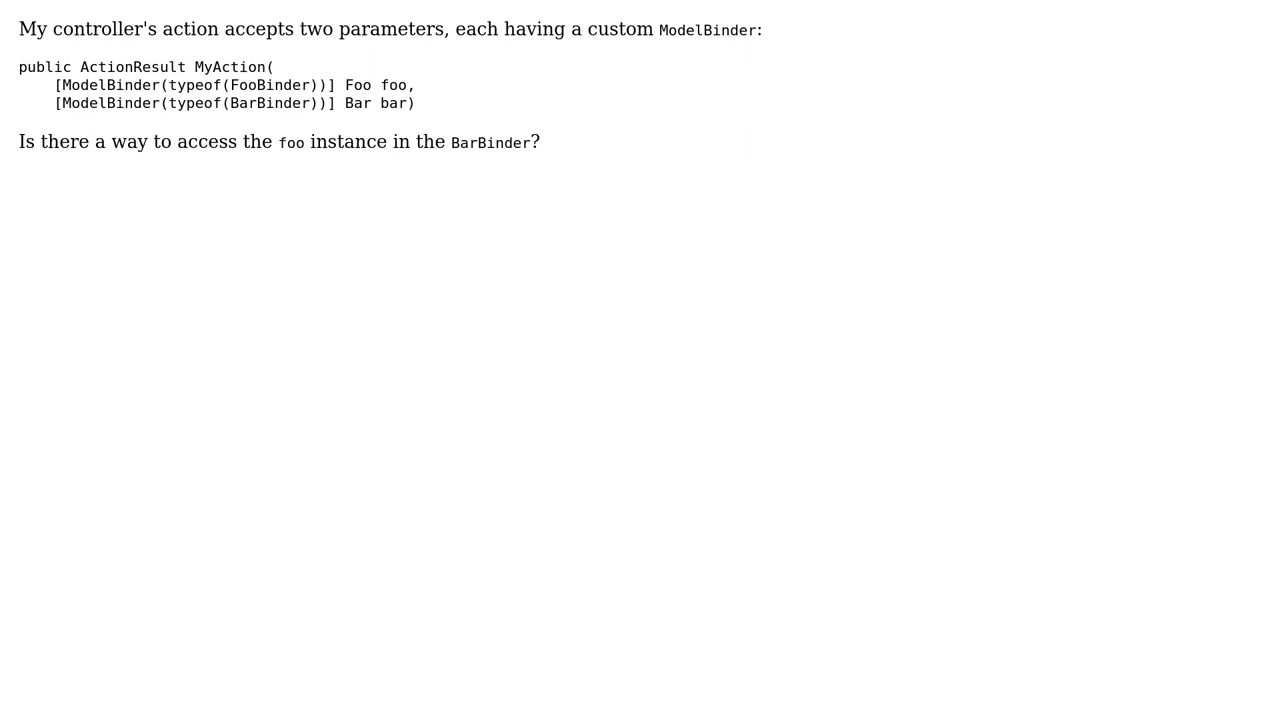 My controller's action accepts two parameters, each having a custom ModelBinder:
public ActionResult MyAction(
    [ModelBinder(typeof(FooBinder))] Foo foo,
    [ModelBinder(typeof(BarBinder))] Bar bar)
Is there a way to access the foo instance in the BarBinder?